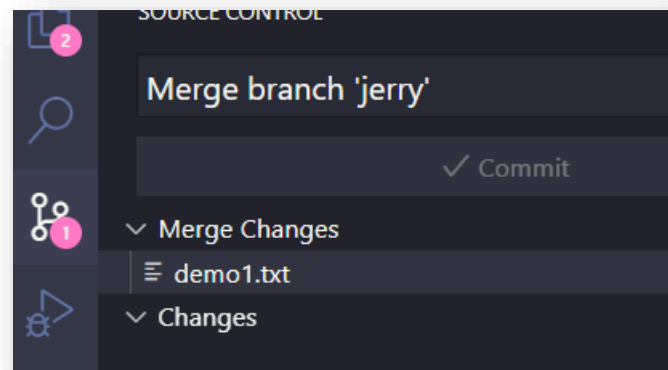 SOURCE CONTROL
2
Merge branch 'jerry'
Commit
1
Merge Changes
demo1.txt
Changes